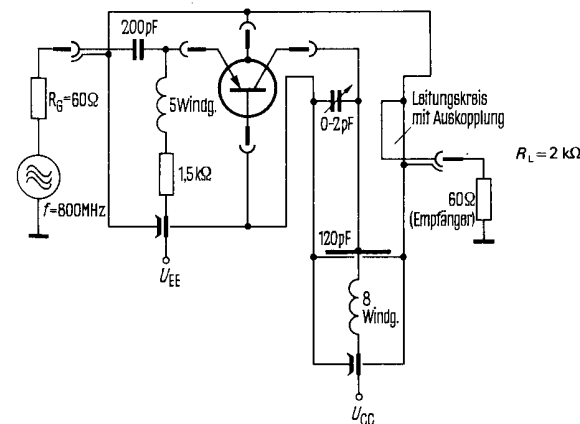 200pF
R_G=60Ω
5Windg.
1,5kΩ
f=800MHz
U_EE
0-2pF
Leitungskreis
mit Auskopplung
R_L=2 kΩ
60Ω
(Empfänger)
120pF
8
Windg.
U_CC